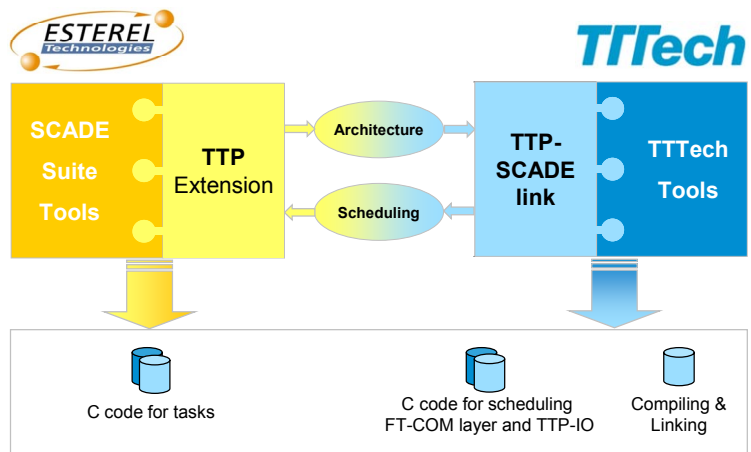 ESTEREL
Technologies
TTTech
SCADE
Suite
Tools
TTP
Extension
Architecture
Scheduling
TTP-
SCADE
link
TTTech
Tools
C code for tasks
C code for scheduling
FT-COM layer and TTP-IO
Compiling &
Linking